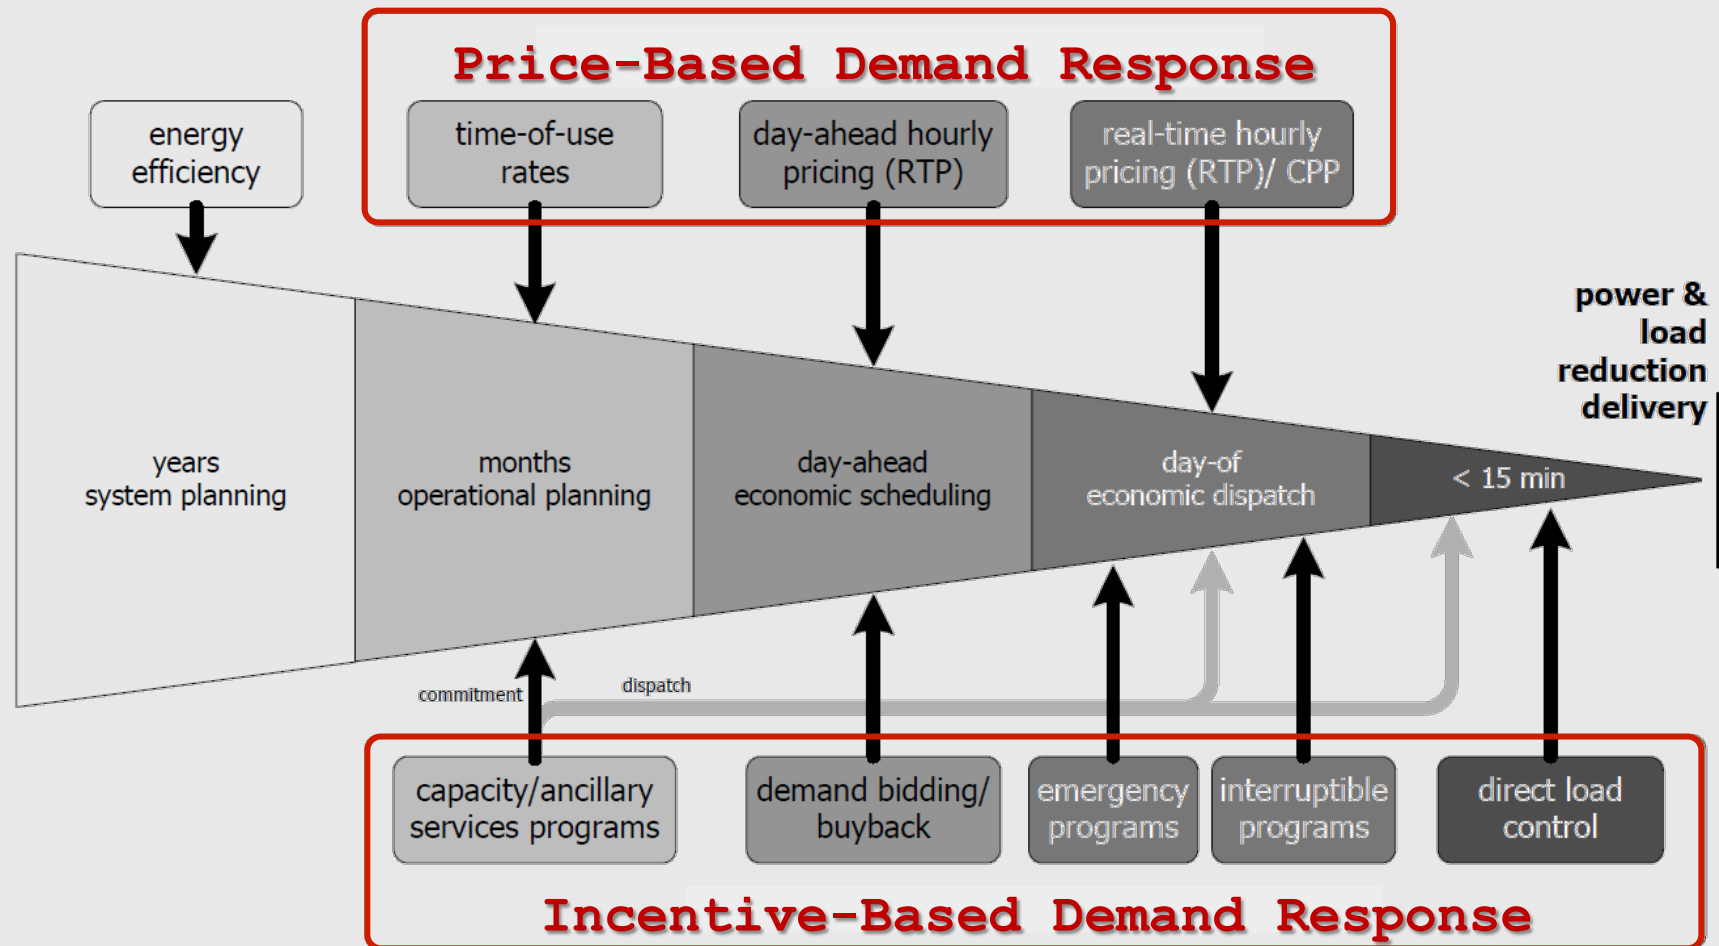 Price-Based Demand Response
energy
efficiency
time-of-use
rates
day-ahead hourly
pricing (RTP)
real-time hourly
pricing (RTP)/ CPP
power &
load
reduction
delivery
years
system planning
months
operational planning
day-ahead
economic scheduling
day-of
economic dispatch
< 15 min
commitment
dispatch
capacity/ancillary
services programs
demand bidding/
buyback
emergency
programs
interruptible
programs
direct load
control
Incentive-Based Demand Response